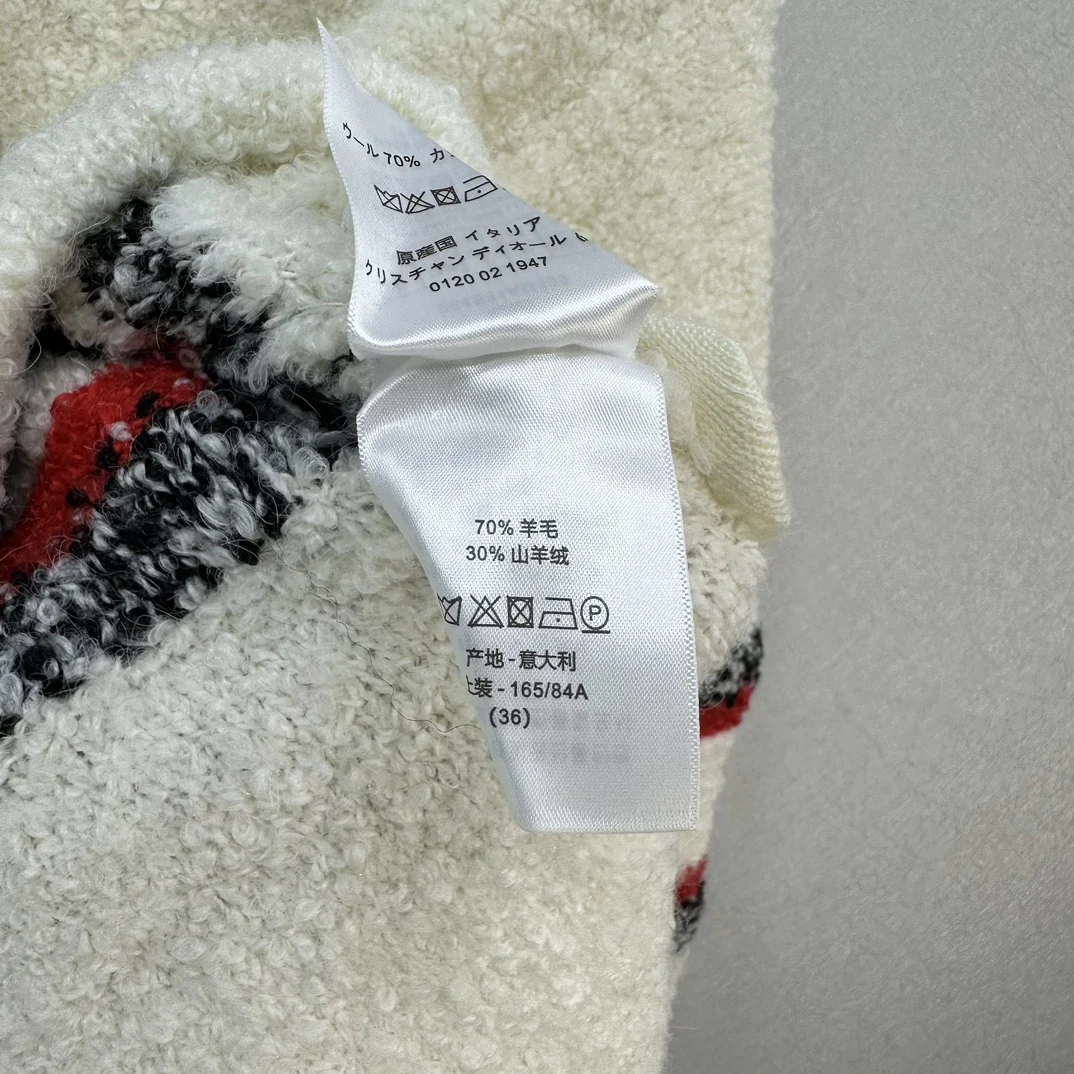 ウール 70% カ
原産国 イタリア
クリスチャン ディオール
0120 02 1947
70% 羊毛
30% 山羊绒
P
产地 - 意大利
上装 - 165/84A
(36)